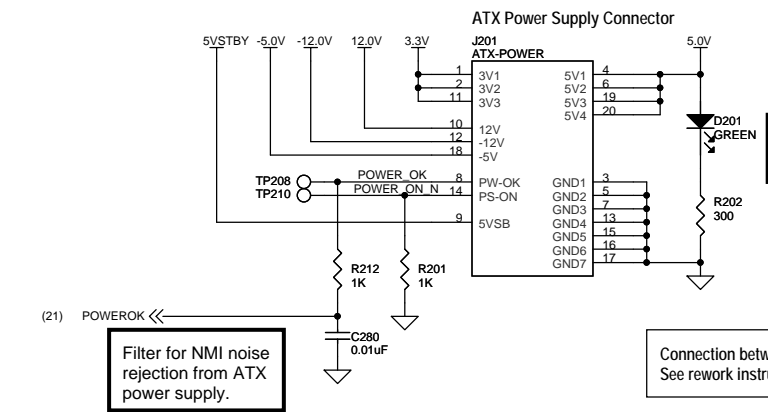 ATX Power Supply Connector
5VSTBY -5.0V -12.0V 12.0V 3.3V
J201
ATX-POWER
5.0V
1 3V1 5V1 4
2 3V2 5V2 6
11 3V3 5V3 19
5V4 20
10 12V
12 -12V
18 -5V
D201
GREEN
TP208 POWER_OK 8 PW-OK GND1 3
TP210 POWER_ON_N 14 PS-ON GND2 5
GND3 7
9 5VSB GND4 13
GND5 15
GND6 16
GND7 17
R202
300
R212
1K
R201
1K
(21) POWEROK
C280
0.01uF
Filter for NMI noise
rejection from ATX
power supply.
Connection
See rework